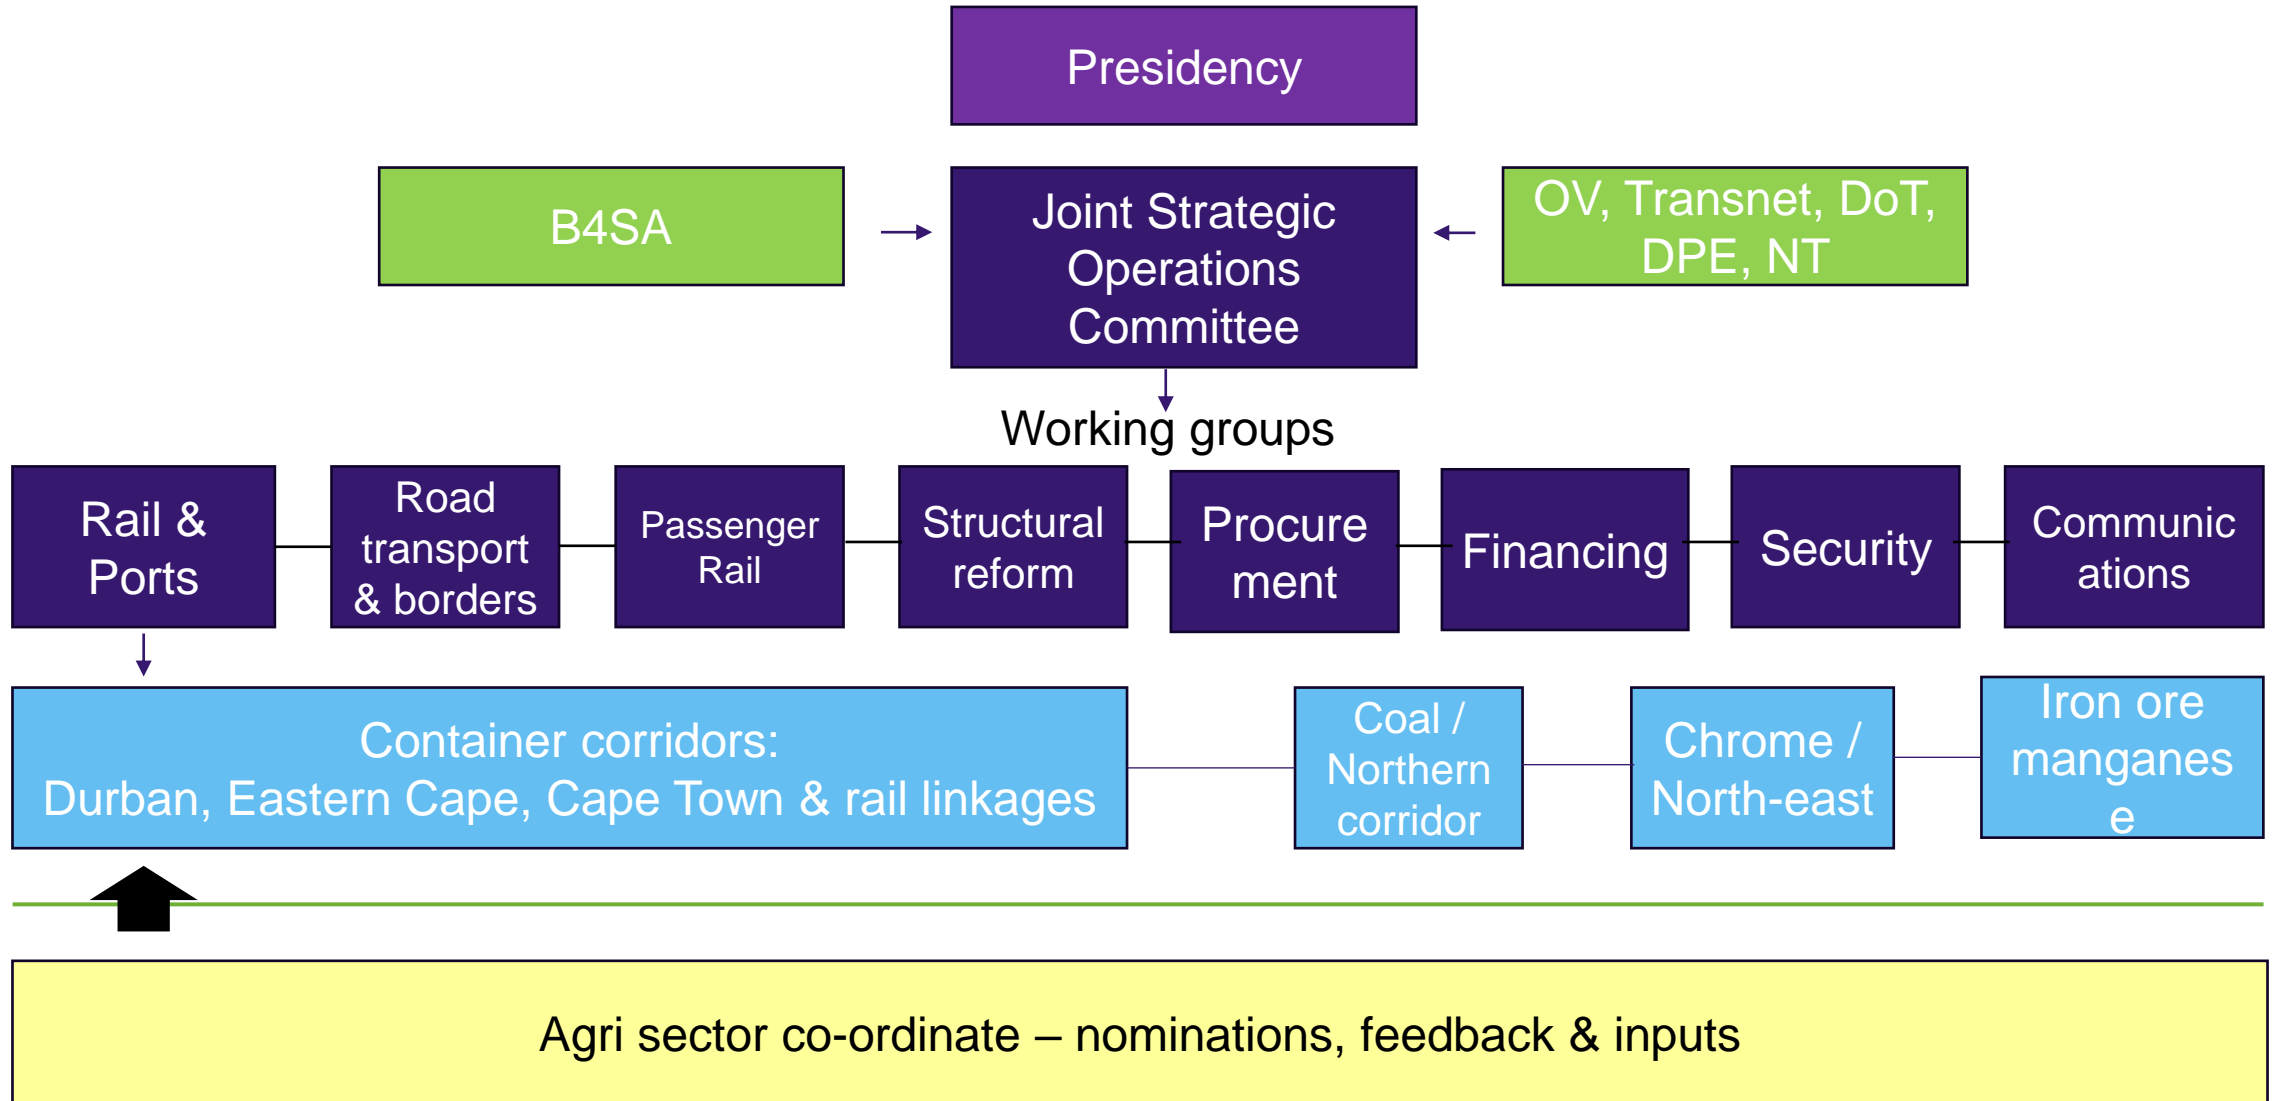 Presidency
B4SA
Joint Strategic
Operations
Committee
OV, Transnet, DoT,
DPE, NT
Working groups
Rail &
Ports
Road
transport
& borders
Passenger
Rail
Structural
reform
Procure
ment
Financing
Security
Communic
ations
Container corridors:
Durban, Eastern Cape, Cape Town & rail linkages
Coal /
Northern
corridor
Chrome /
North-east
Iron ore
manganes
e
Agri sector co-ordinate – nominations, feedback & inputs